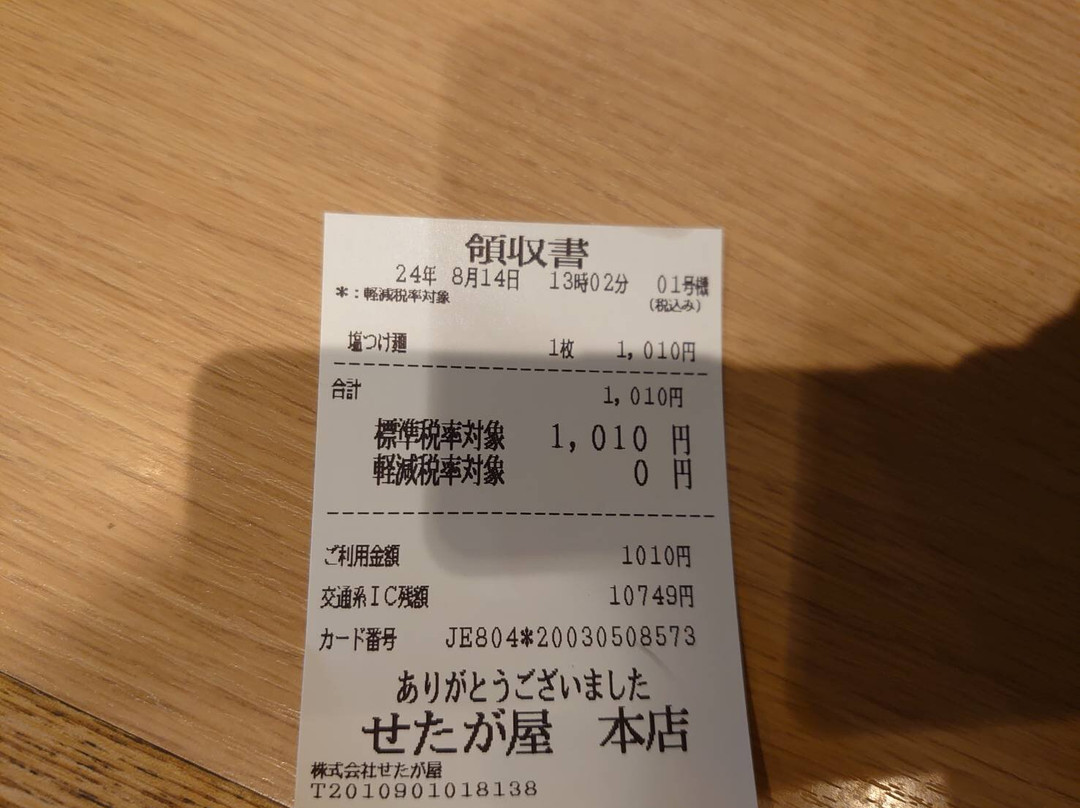 領収書
24年 8月14日 13時02分 01号機
＊：軽減税率対象 (税込み)
塩つけ麺 1枚 1,010円
合計 1,010円
標準税率対象 1,010 円
軽減税率対象 0 円
ご利用金額 1010円
交通系IC残額 10749円
カード番号 JE804*20030508573
ありがとうございました
せたが屋 本店
株式会社せたが屋
T2010901018138